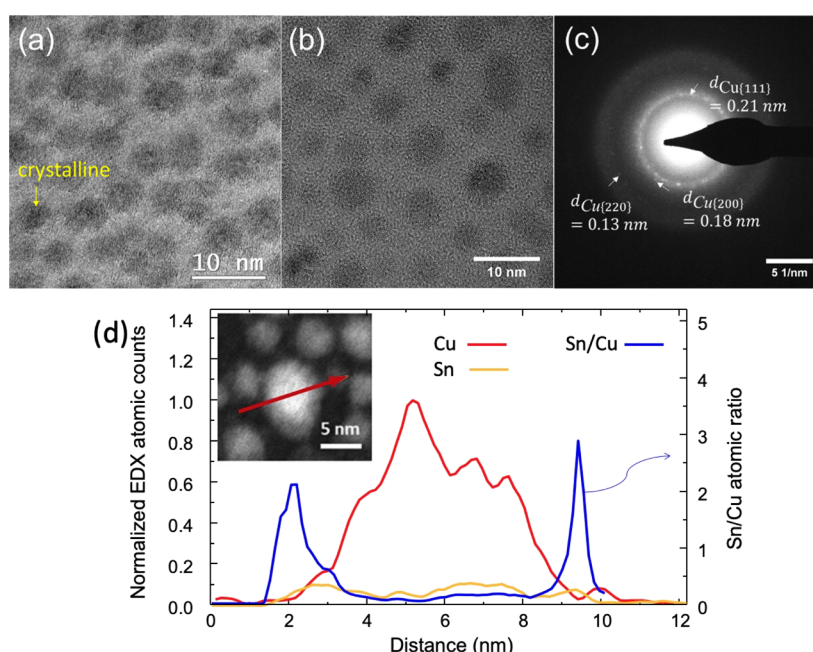 (a)
crystalline
10 nm
(b)
10 nm
(c)
dCu{111}
= 0.21 nm
dCu{220}
= 0.13 nm
dCu{200}
= 0.18 nm
5 1/nm
(d)
1.4
1.2
1.0
0.8
0.6
0.4
0.2
0.0
Normalized EDX atomic counts
5 nm
Cu
Sn
Sn/Cu
5
4
3
2
1
0
Sn/Cu atomic ratio
0 2 4 6 8 10 12
Distance (nm)